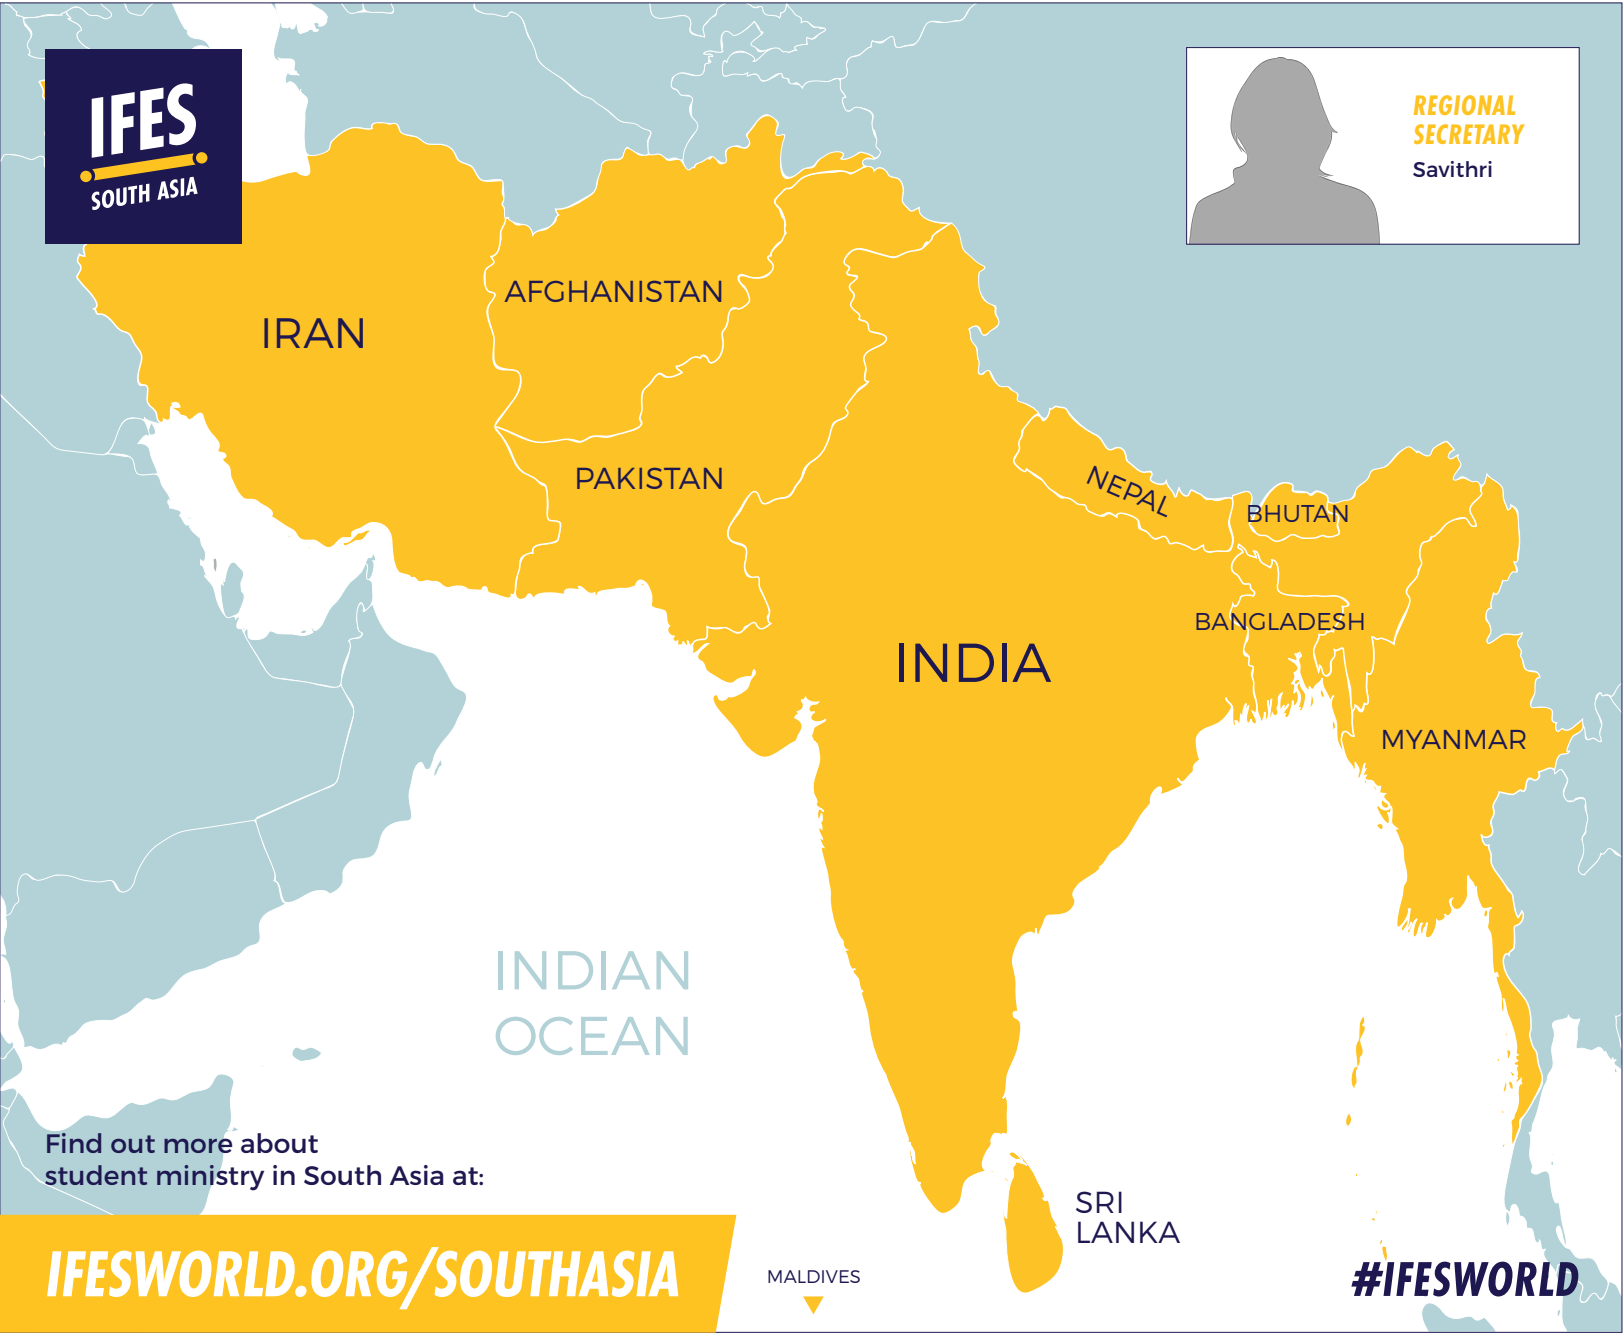 IFES
SOUTH ASIA
REGIONAL
SECRETARY
Savithri
AFGHANISTAN
IRAN
PAKISTAN
NEPAL
BHUTAN
BANGLADESH
INDIA
MYANMAR
INDIAN
OCEAN
Find out more about
student ministry in South Asia at:
SRI
LANKA
IFESWORLD.ORG/SOUTHASIA
MALDIVES
#IFESWORLD